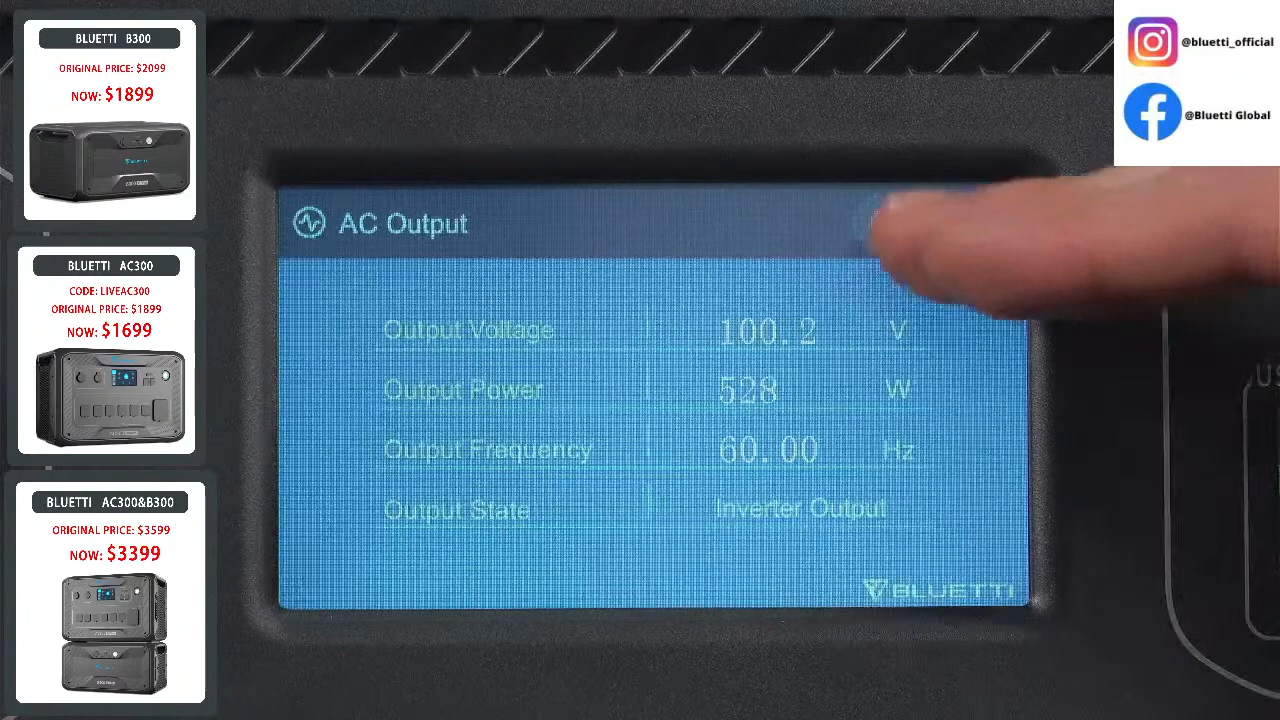 BLUETTI B300
ORIGINAL PRICE: $2099
NOW: $1899
BLUETTI AC300
CODE: LIVEAC300
ORIGINAL PRICE: $1899
NOW: $1699
BLUETTI AC300&B300
ORIGINAL PRICE: $3599
NOW: $3399
@bluetti_official
@Bluetti Global
AC Output
Output Voltage 100.2 V
Output Power 528 W
Output Frequency 60.00 Hz
Output State Inverter Output
BLUETTI